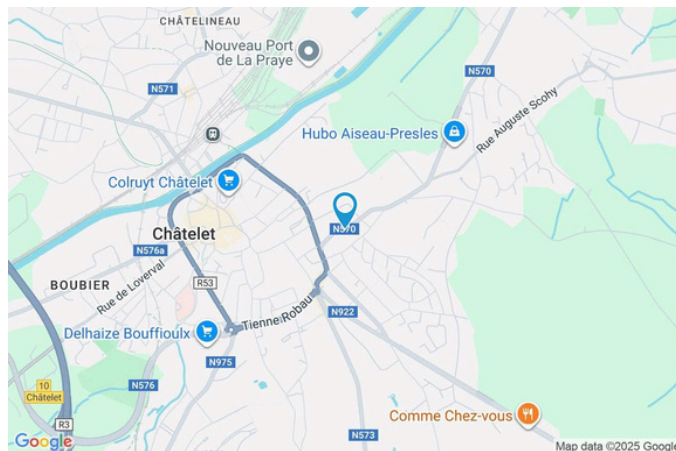 CHÂTELINEAU
Nouveau Port
de La Praye
N570
N571
Hubo Aiseau-Presles
Rue Auguste Scohy
Colruyt Châtelet
N570
Châtelet
N576a
BOUBIER
Rue de Loverval
R53
Tienne Robau
N922
Delhaize Bouffioulx
N975
N576
10
Châtelet
R3
Comme Chez-vous
N573
Google
Map data ©2025 Google